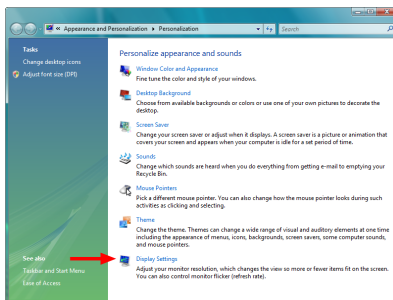 « Appearance and Personalization ▸ Personalization
Search
Tasks
Change desktop icons
Adjust font size (DPI)
See also
Taskbar and Start Menu
Ease of Access
Personalize appearance and sounds
Window Color and Appearance
Fine tune the color and style of your windows.
Desktop Background
Choose from available backgrounds or colors or use one of your own pictures to decorate the
desktop.
Screen Saver
Change your screen saver or adjust when it displays. A screen saver is a picture or animation that
covers your screen and appears when your computer is idle for a set period of time.
Sounds
Change which sounds are heard when you do everything from getting e-mail to emptying your
Recycle Bin.
Mouse Pointers
Pick a different mouse pointer. You can also change how the mouse pointer looks during such
activities as clicking and selecting.
Theme
Change the theme. Themes can change a wide range of visual and auditory elements at one time
including the appearance of menus, icons, backgrounds, screen savers, some computer sounds,
and mouse pointers.
Display Settings
Adjust your monitor resolution, which changes the view so more or fewer items fit on the screen.
You can also control monitor flicker (refresh rate).